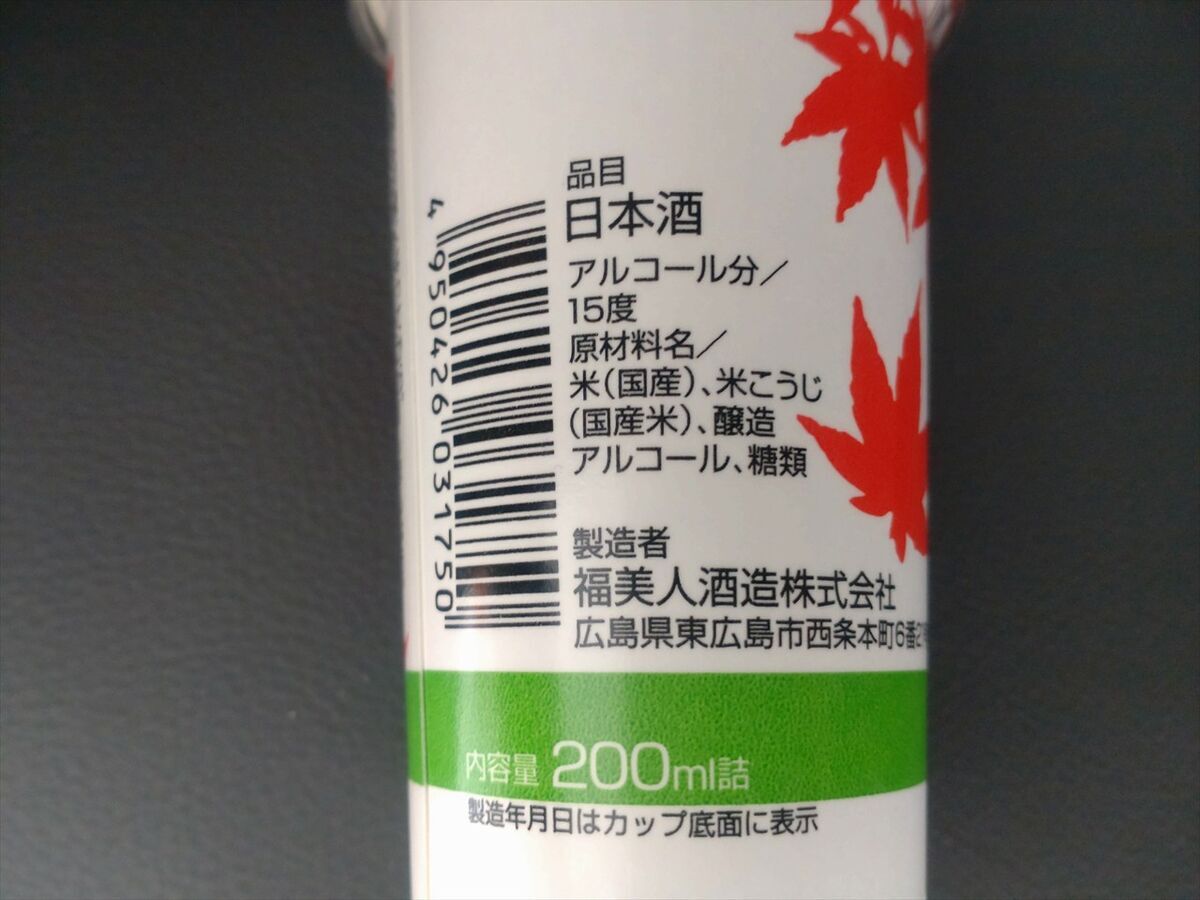 品目
日本酒
アルコール分／
15度
原材料名／
米(国産)、米こうじ
(国産米)、醸造
アルコール、糖類
4950426031750
製造者
福美人酒造株式会社
広島県東広島市西条本町6番21号
内容量 200ml詰
製造年月日はカップ底面に表示